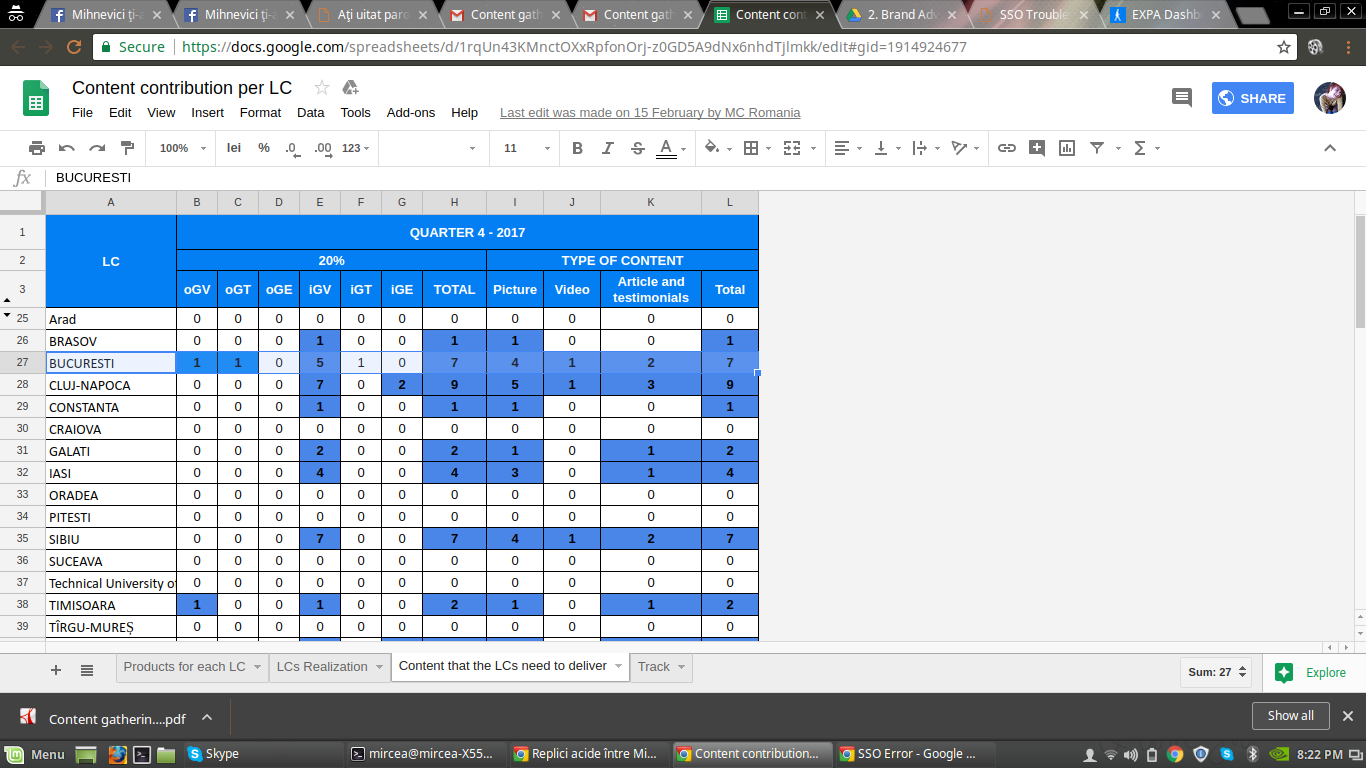 Mihnevici ți-a
Mihnevici ți-a
Ați uitat paro
Content gath
Content gath
Content cont
2. Brand Adv
SSO Trouble
EXPA Dashb
Secure https://docs.google.com/spreadsheets/d/1rqUn43KMnctOXxRpfonOrj-z0GD5A9dNx6nhdTjlmkk/edit#gid=1914924677
Content contribution per LC
File Edit View Insert Format Data Tools Add-ons Help Last edit was made on 15 February by MC Romania
SHARE
100% lei % .0 .00 123 11 B I S A Σ
fx BUCURESTI
A B C D E F G H I J K L
1 LC QUARTER 4 - 2017
2 20% TYPE OF CONTENT
3 oGV oGT oGE iGV iGT iGE TOTAL Picture Video Article and testimonials Total
25 Arad 0 0 0 0 0 0 0 0 0 0 0
26 BRASOV 0 0 0 1 0 0 1 1 0 0 1
27 BUCURESTI 1 1 0 5 1 0 7 4 1 2 7
28 CLUJ-NAPOCA 0 0 0 7 0 2 9 5 1 3 9
29 CONSTANTA 0 0 0 1 0 0 1 1 0 0 1
30 CRAIOVA 0 0 0 0 0 0 0 0 0 0 0
31 GALATI 0 0 0 2 0 0 2 1 0 1 2
32 IASI 0 0 0 4 0 0 4 3 0 1 4
33 ORADEA 0 0 0 0 0 0 0 0 0 0 0
34 PITESTI 0 0 0 0 0 0 0 0 0 0 0
35 SIBIU 0 0 0 7 0 0 7 4 1 2 7
36 SUCEAVA 0 0 0 0 0 0 0 0 0 0 0
37 Technical University of 0 0 0 0 0 0 0 0 0 0 0
38 TIMISOARA 1 0 0 1 0 0 2 1 0 1 2
39 TÎRGU-MUREȘ 0 0 0 0 0 0 0 0 0 0 0
Products for each LC LCs Realization Content that the LCs need to deliver Track
Sum: 27 Explore
Content gatherin....pdf
Show all
Menu Skype mircea@mircea-X55... Replici acide între Mi... Content contribution... SSO Error - Google ... 8:22 PM